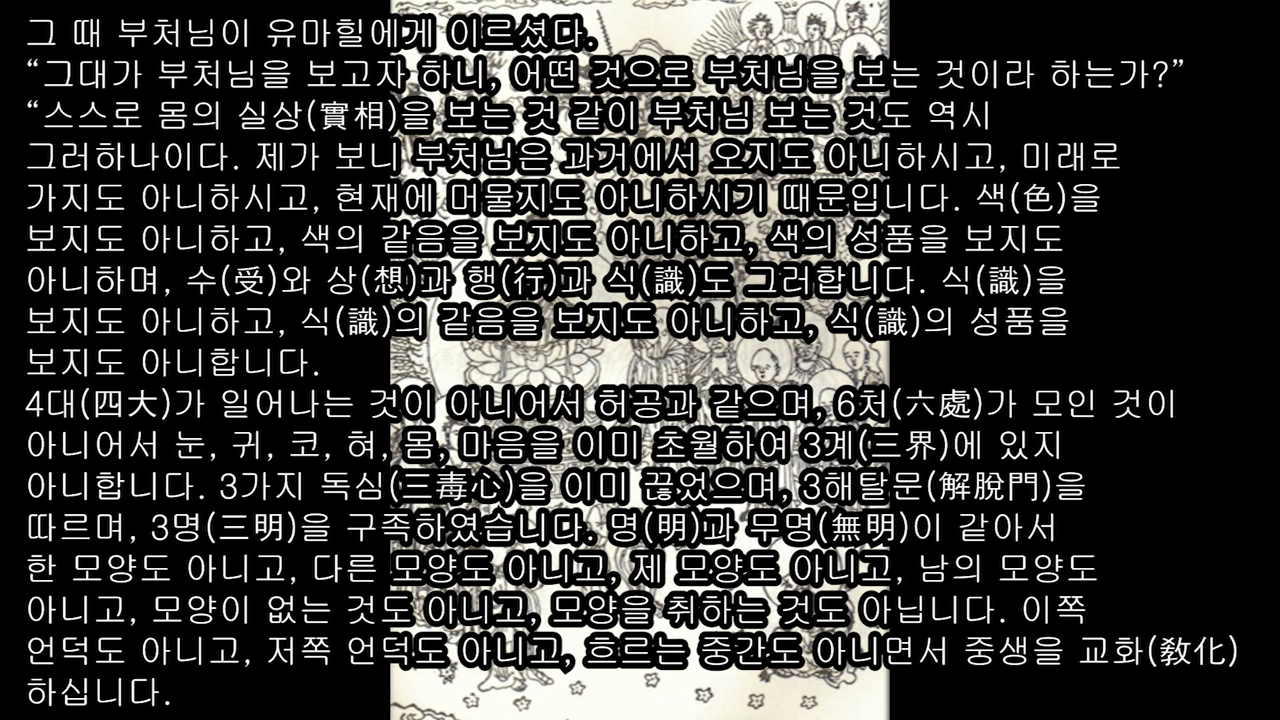 그 때 부처님이 유마힐에게 이르셨다.
“그대가 부처님을 보고자 하니, 어떤 것으로 부처님을 보는 것이라 하는가?”
“스스로 몸의 실상(實相)을 보는 것 같이 부처님 보는 것도 역시
그러하나이다. 제가 보니 부처님은 과거에서 오지도 아니하시고, 미래로
가지도 아니하시고, 현재에 머물지도 아니하시기 때문입니다. 색(色)을
보지도 아니하고, 색의 같음을 보지도 아니하고, 색의 성품을 보지도
아니하며, 수(受)와 상(想)과 행(行)과 식(識)도 그러합니다. 식(識)을
보지도 아니하고, 식(識)의 같음을 보지도 아니하고, 식(識)의 성품을
보지도 아니합니다.
4대(四大)가 일어나는 것이 아니어서 허공과 같으며, 6처(六處)가 모인 것이
아니어서 눈, 귀, 코, 혀, 몸, 마음을 이미 초월하여 3계(三界)에 있지
아니합니다. 3가지 독심(三毒心)을 이미 끊었으며, 3해탈문(解脫門)을
따르며, 3명(三明)을 구족하였습니다. 명(明)과 무명(無明)이 같아서
한 모양도 아니고, 다른 모양도 아니고, 제 모양도 아니고, 남의 모양도
아니고, 모양이 없는 것도 아니고, 모양을 취하는 것도 아닙니다. 이쪽
언덕도 아니고, 저쪽 언덕도 아니고, 흐르는 중간도 아니면서 중생을 교화(敎化)
하십니다.